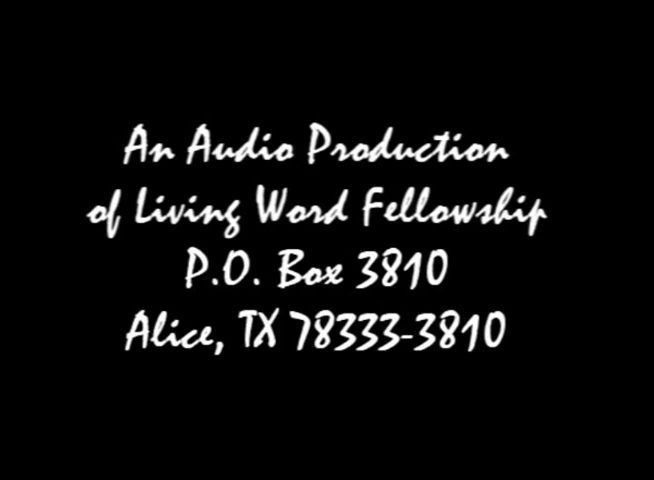 An Audio Production
of Living Word Fellowship
P.O. Box 3810
Alice, TX 78333-3810